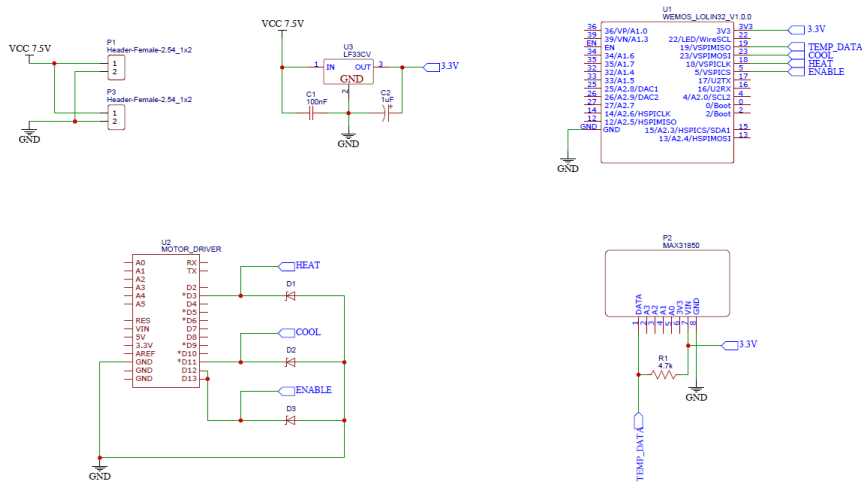 VCC 7.5V
P1
Header-Female-2.54_1x2
1
2
P3
Header-Female-2.54_1x2
1
2
GND
VCC 7.5V
U3
LF33CV
1 IN OUT 3
GND
2
3.3V
C1
100nF
C2
1uF
GND
U1
WEMOS_LOLIN32_V1.0.0
36 36/VP/A1.0
39 39/VN/A1.3
EN EN
34 34/A1.6
35 35/A1.7
32 32/A1.4
33 33/A1.5
25 25/A2.8/DAC1
26 26/A2.9/DAC2
27 27/A2.7
14 14/A2.6/HSPICLK
12 12/A2.5/HSPIMISO
GND GND
3V3 3V3
22/LED/WireSCL 22
19/VSPIMISO 19
23/VSPIMOSI 23
18/VSPICLK 18
5/VSPICS 5
17/U2TX 17
16/U2RX 16
4/A2.0/SCL2 4
0/Boot 0
2/Boot 2
15/A2.3/HSPICS/SDA1 15
13/A2.4/HSPIMOSI 13
3.3V
TEMP_DATA
COOL
HEAT
ENABLE
GND
U2
MOTOR_DRIVER
A0
A1
A2
A3
A4
A5
RES
VIN
5V
3.3V
AREF
GND
GND
GND
RX
TX
D2
*D3
D4
*D5
*D6
D7
D8
*D9
*D10
*D11
D12
D13
HEAT
D1
COOL
D2
ENABLE
D3
GND
P2
MAX31850
DATA
A3
A2
A1
A0
3V3
VIN
GND
1 2 3 4 5 6 7 8
3.3V
R1
4.7k
GND
TEMP_DATA